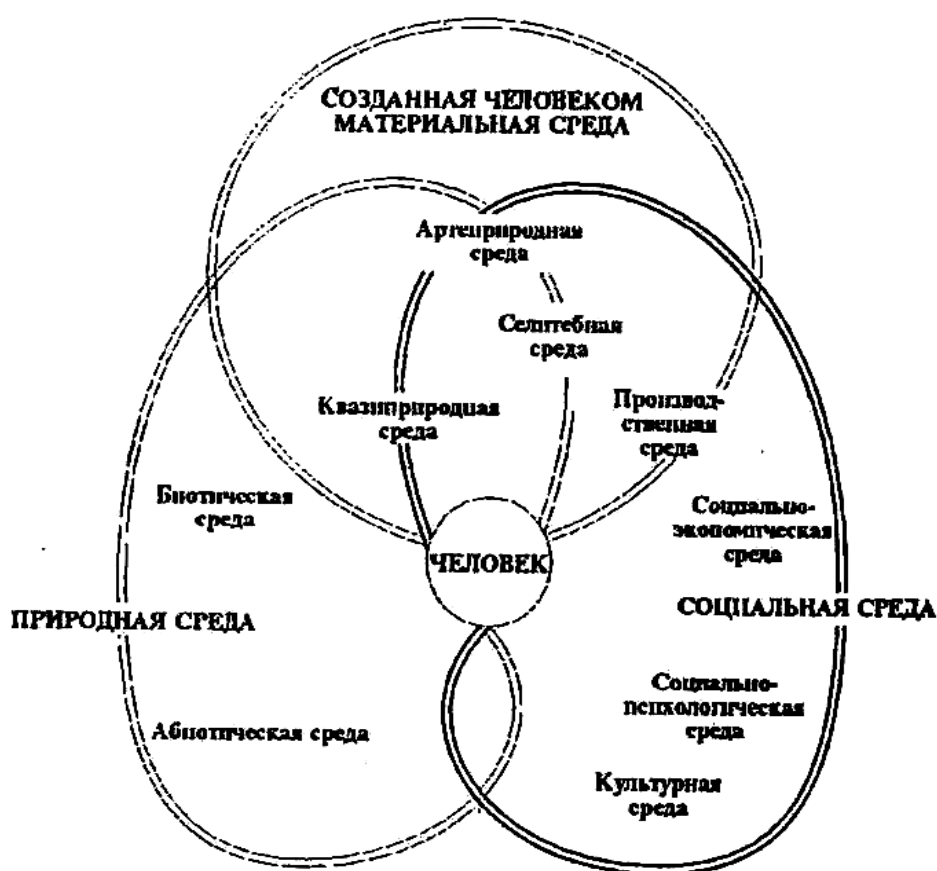 СОЗДАННАЯ ЧЕЛОВЕКОМ
МАТЕРИАЛЬНАЯ СРЕДА
Артеприродная
среда
Селитебная
среда
Квазиприродная
среда
Производ-
ственная
среда
Биотическая
среда
Социально-
экономическая
среда
ЧЕЛОВЕК
ПРИРОДНАЯ СРЕДА
СОЦИАЛЬНАЯ СРЕДА
Социально-
психологическая
среда
Абиотическая среда
Культурная
среда